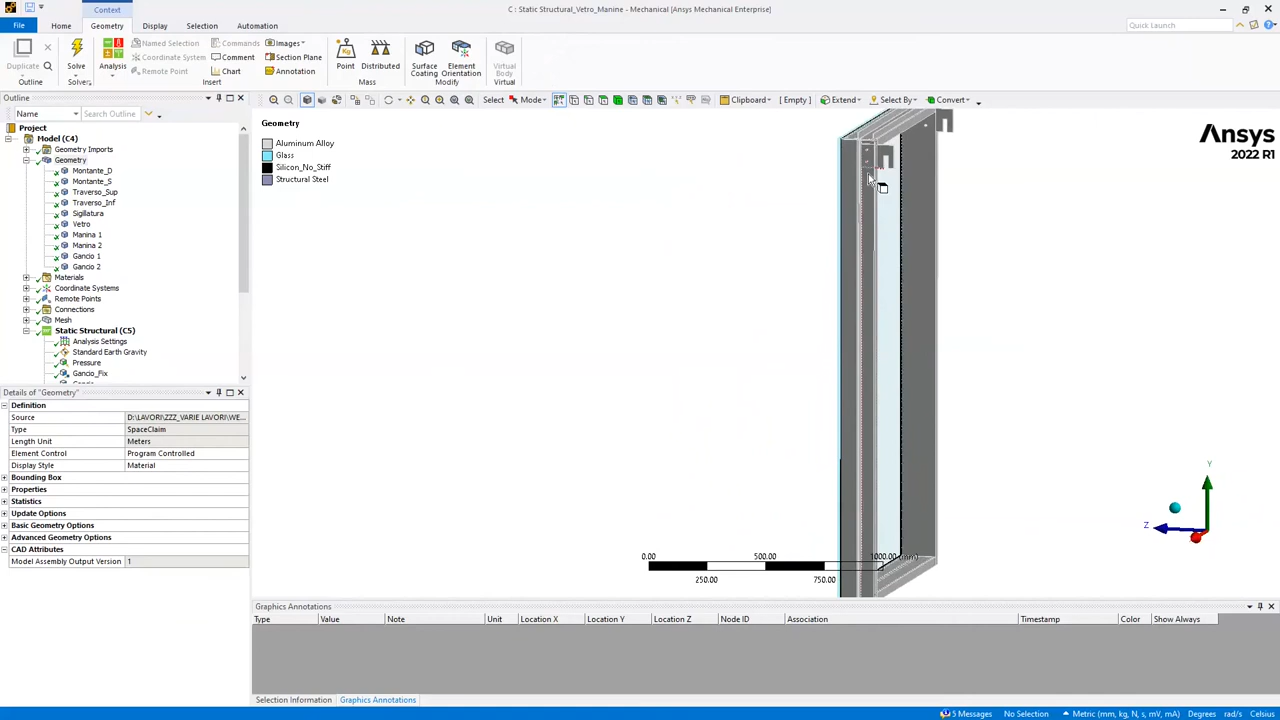 C : Static Structural_Vetro_Manine - Mechanical [Ansys Mechanical Enterprise]
Context
File
Home
Geometry
Display
Selection
Automation
Quick Launch
Duplicate
Outline
Solve
Solver
Analysis
Named Selection
Coordinate System
Remote Point
Commands
Comment
Chart
Images
Section Plane
Annotation
Insert
Point
Distributed
Mass
Surface Coating
Element Orientation
Modify
Virtual Body
Virtual
Outline
Name
Search Outline
Select
Mode
Clipboard
[ Empty ]
Extend
Select By
Convert
Project
Model (C4)
Geometry Imports
Geometry
Montante_D
Montante_S
Traverso_Sup
Traverso_Inf
Sigillatura
Vetro
Manina 1
Manina 2
Gancio 1
Gancio 2
Materials
Coordinate Systems
Remote Points
Connections
Mesh
Static Structural (C5)
Analysis Settings
Standard Earth Gravity
Pressure
Gancio_Fix
Geometry
Aluminum Alloy
Glass
Silicon_No_Stiff
Structural Steel
Ansys
2022 R1
Y
Z
0.00
500.00
1000.00 (mm)
250.00
750.00
Details of "Geometry"
Definition
Source D:\LAVORI\ZZZ_VARIE LAVORI\WE...
Type SpaceClaim
Length Unit Meters
Element Control Program Controlled
Display Style Material
Bounding Box
Properties
Statistics
Update Options
Basic Geometry Options
Advanced Geometry Options
CAD Attributes
Model Assembly Output Version 1
Graphics Annotations
Type Value Note Unit Location X Location Y Location Z Node ID Association Timestamp Color Show Always
Selection Information
Graphics Annotations
5 Messages
No Selection
Metric (mm, kg, N, s, mV, mA)
Degrees
rad/s
Celsius